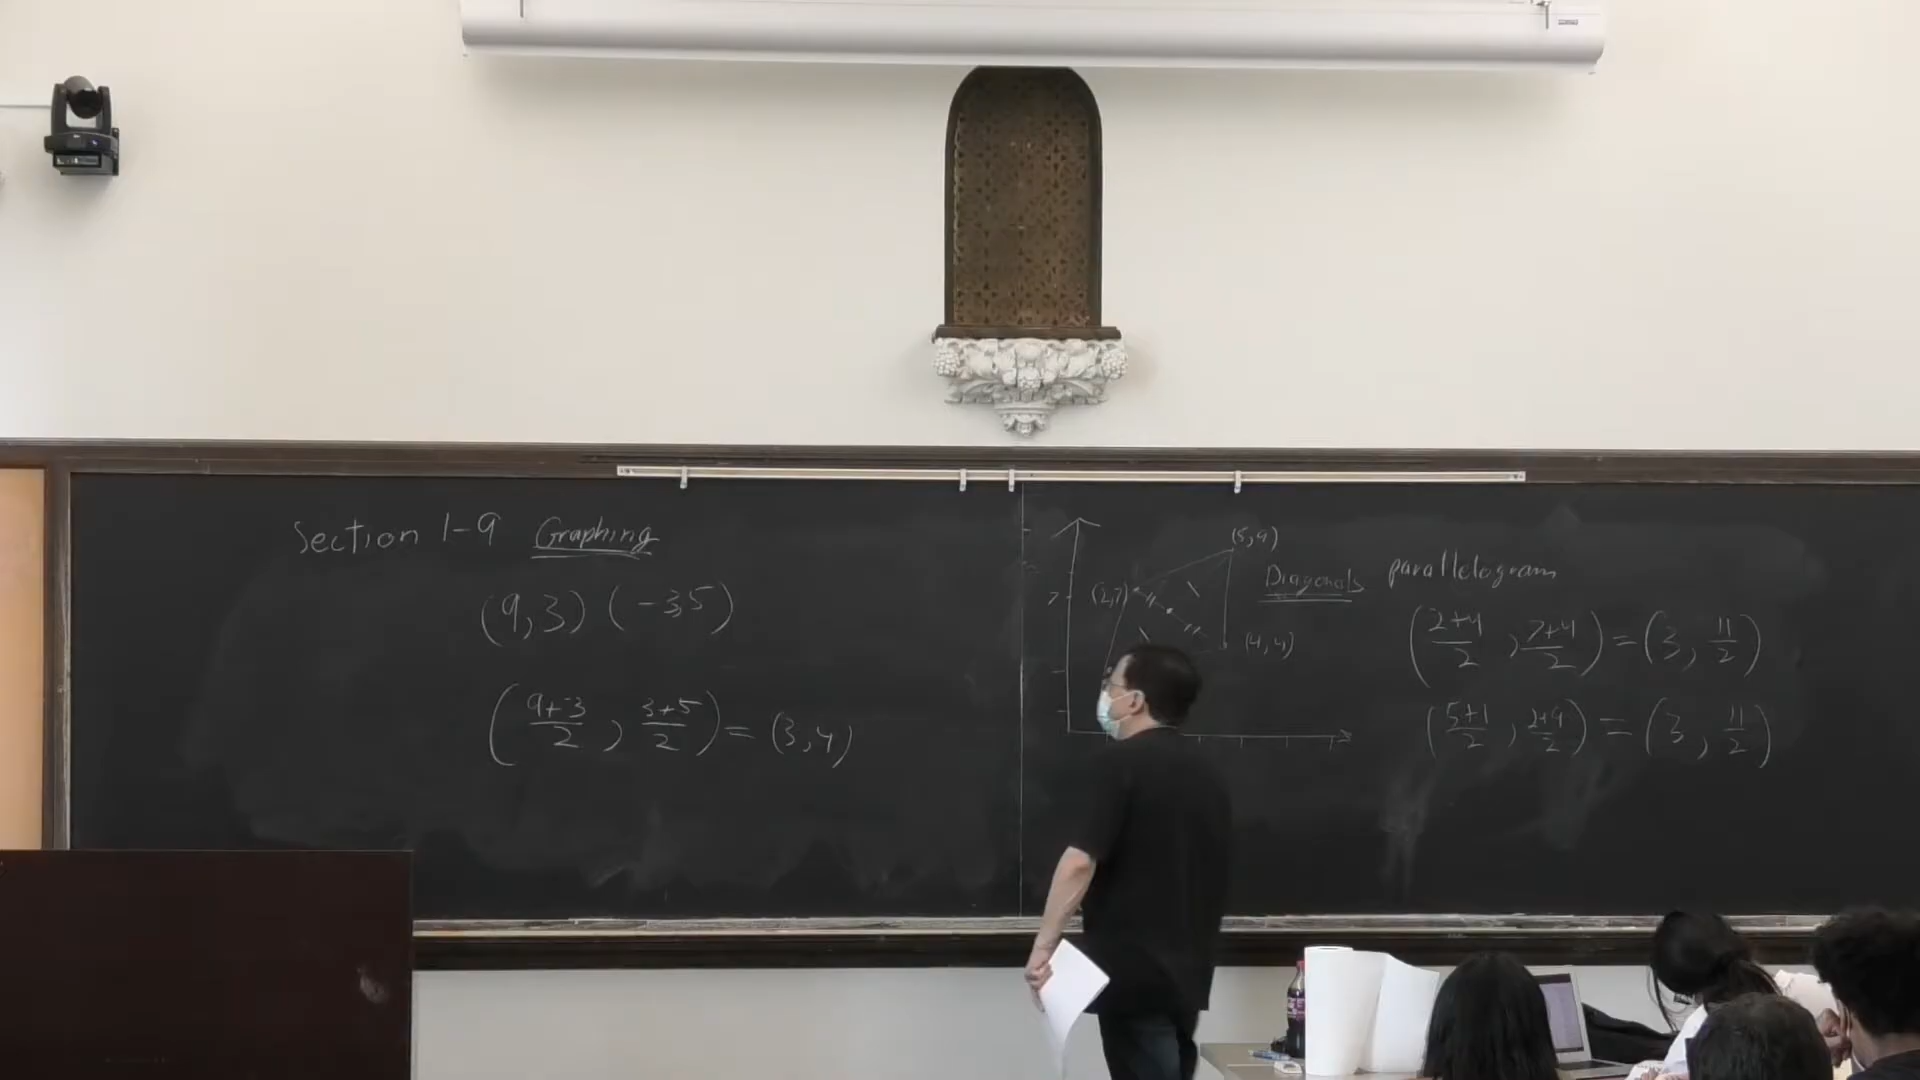 Section 1-9 Graphing
(9,3) (-3,5)
(9+-3/2, 3+5/2) = (3,4)
(5,9)
(2,7)
7
(4,4)
Diagonals parallelogram
(2+4/2, 7+4/2) = (3, 11/2)
(5+1/2, 2+9/2) = (3, 11/2)